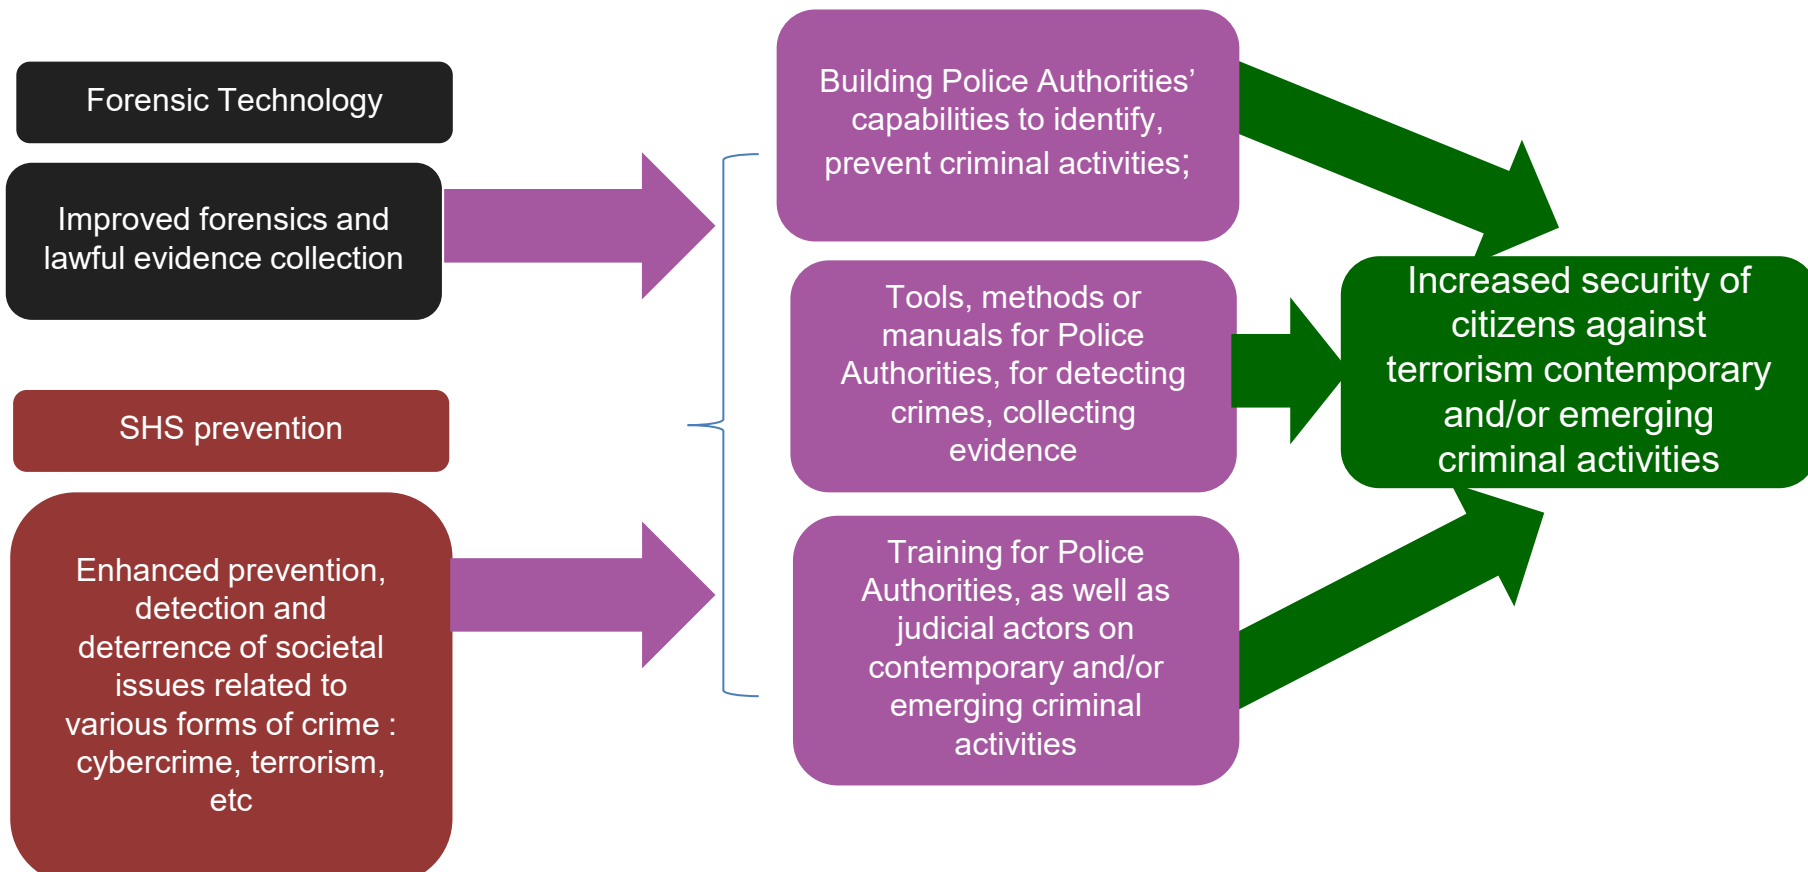 Forensic Technology
Improved forensics and
lawful evidence collection
SHS prevention
Enhanced prevention,
detection and
deterrence of societal
issues related to
various forms of crime :
cybercrime, terrorism,
etc
Building Police Authorities’
capabilities to identify,
prevent criminal activities;
Tools, methods or
manuals for Police
Authorities, for detecting
crimes, collecting
evidence
Training for Police
Authorities, as well as
judicial actors on
contemporary and/or
emerging criminal
activities
Increased security of
citizens against
terrorism contemporary
and/or emerging
criminal activities